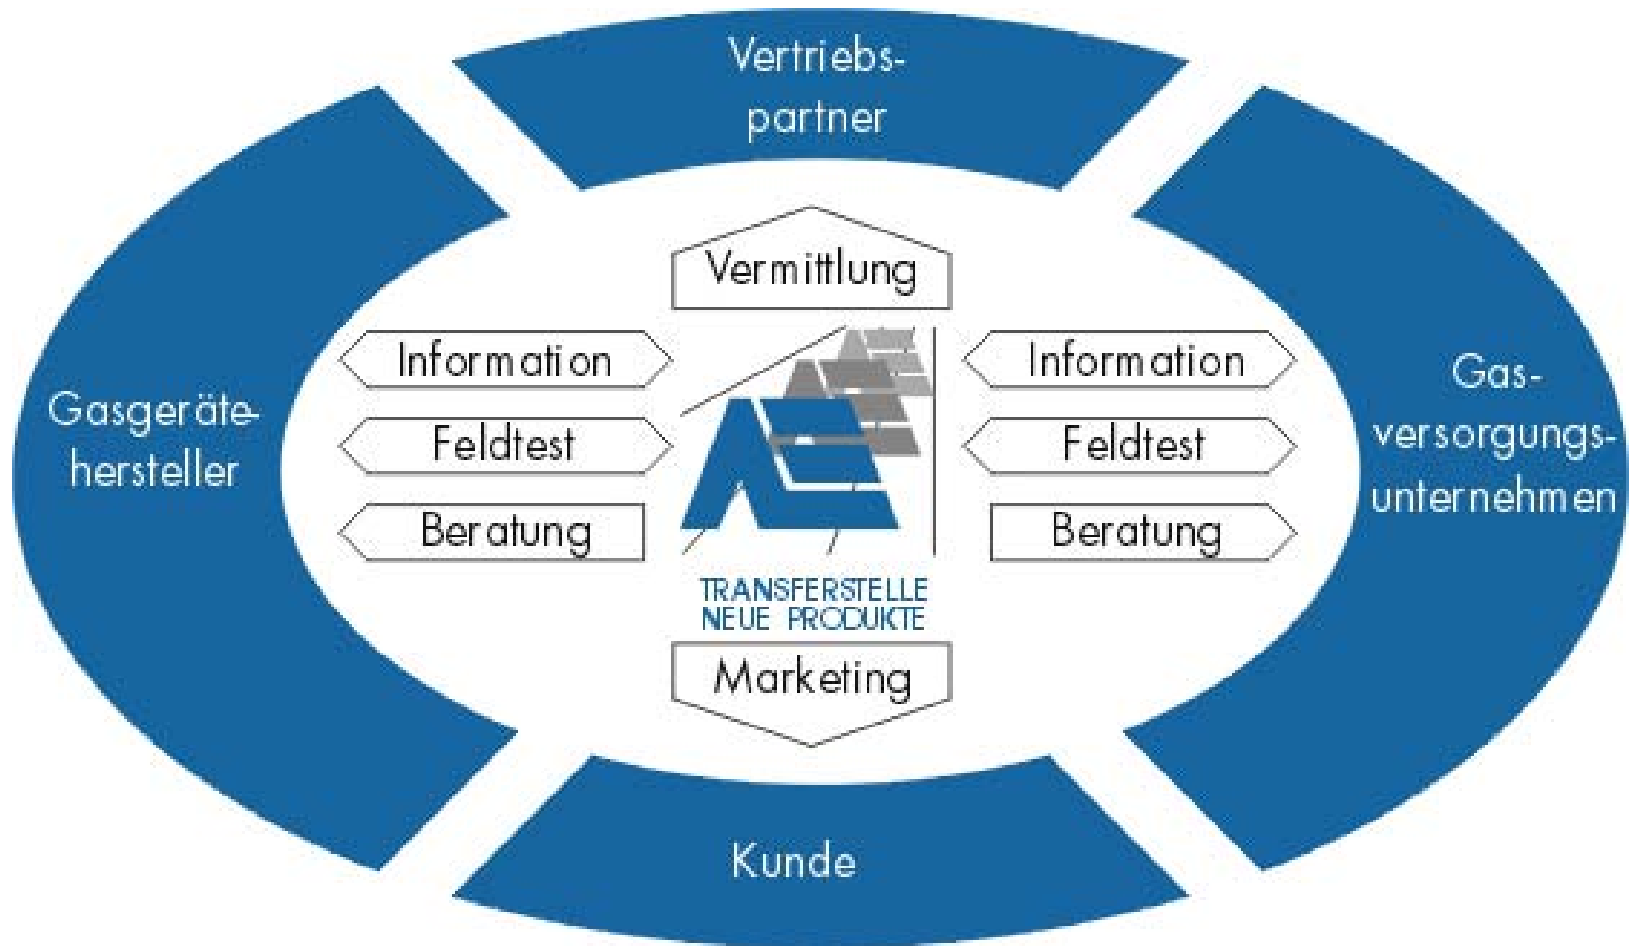 Vertriebs-
partner
Vermittlung
Gasgeräte-
hersteller
Information
Feldtest
Beratung
TRANSFERSTELLE
NEUE PRODUKTE
Information
Feldtest
Beratung
Gas-
versorgungs-
unternehmen
Marketing
Kunde